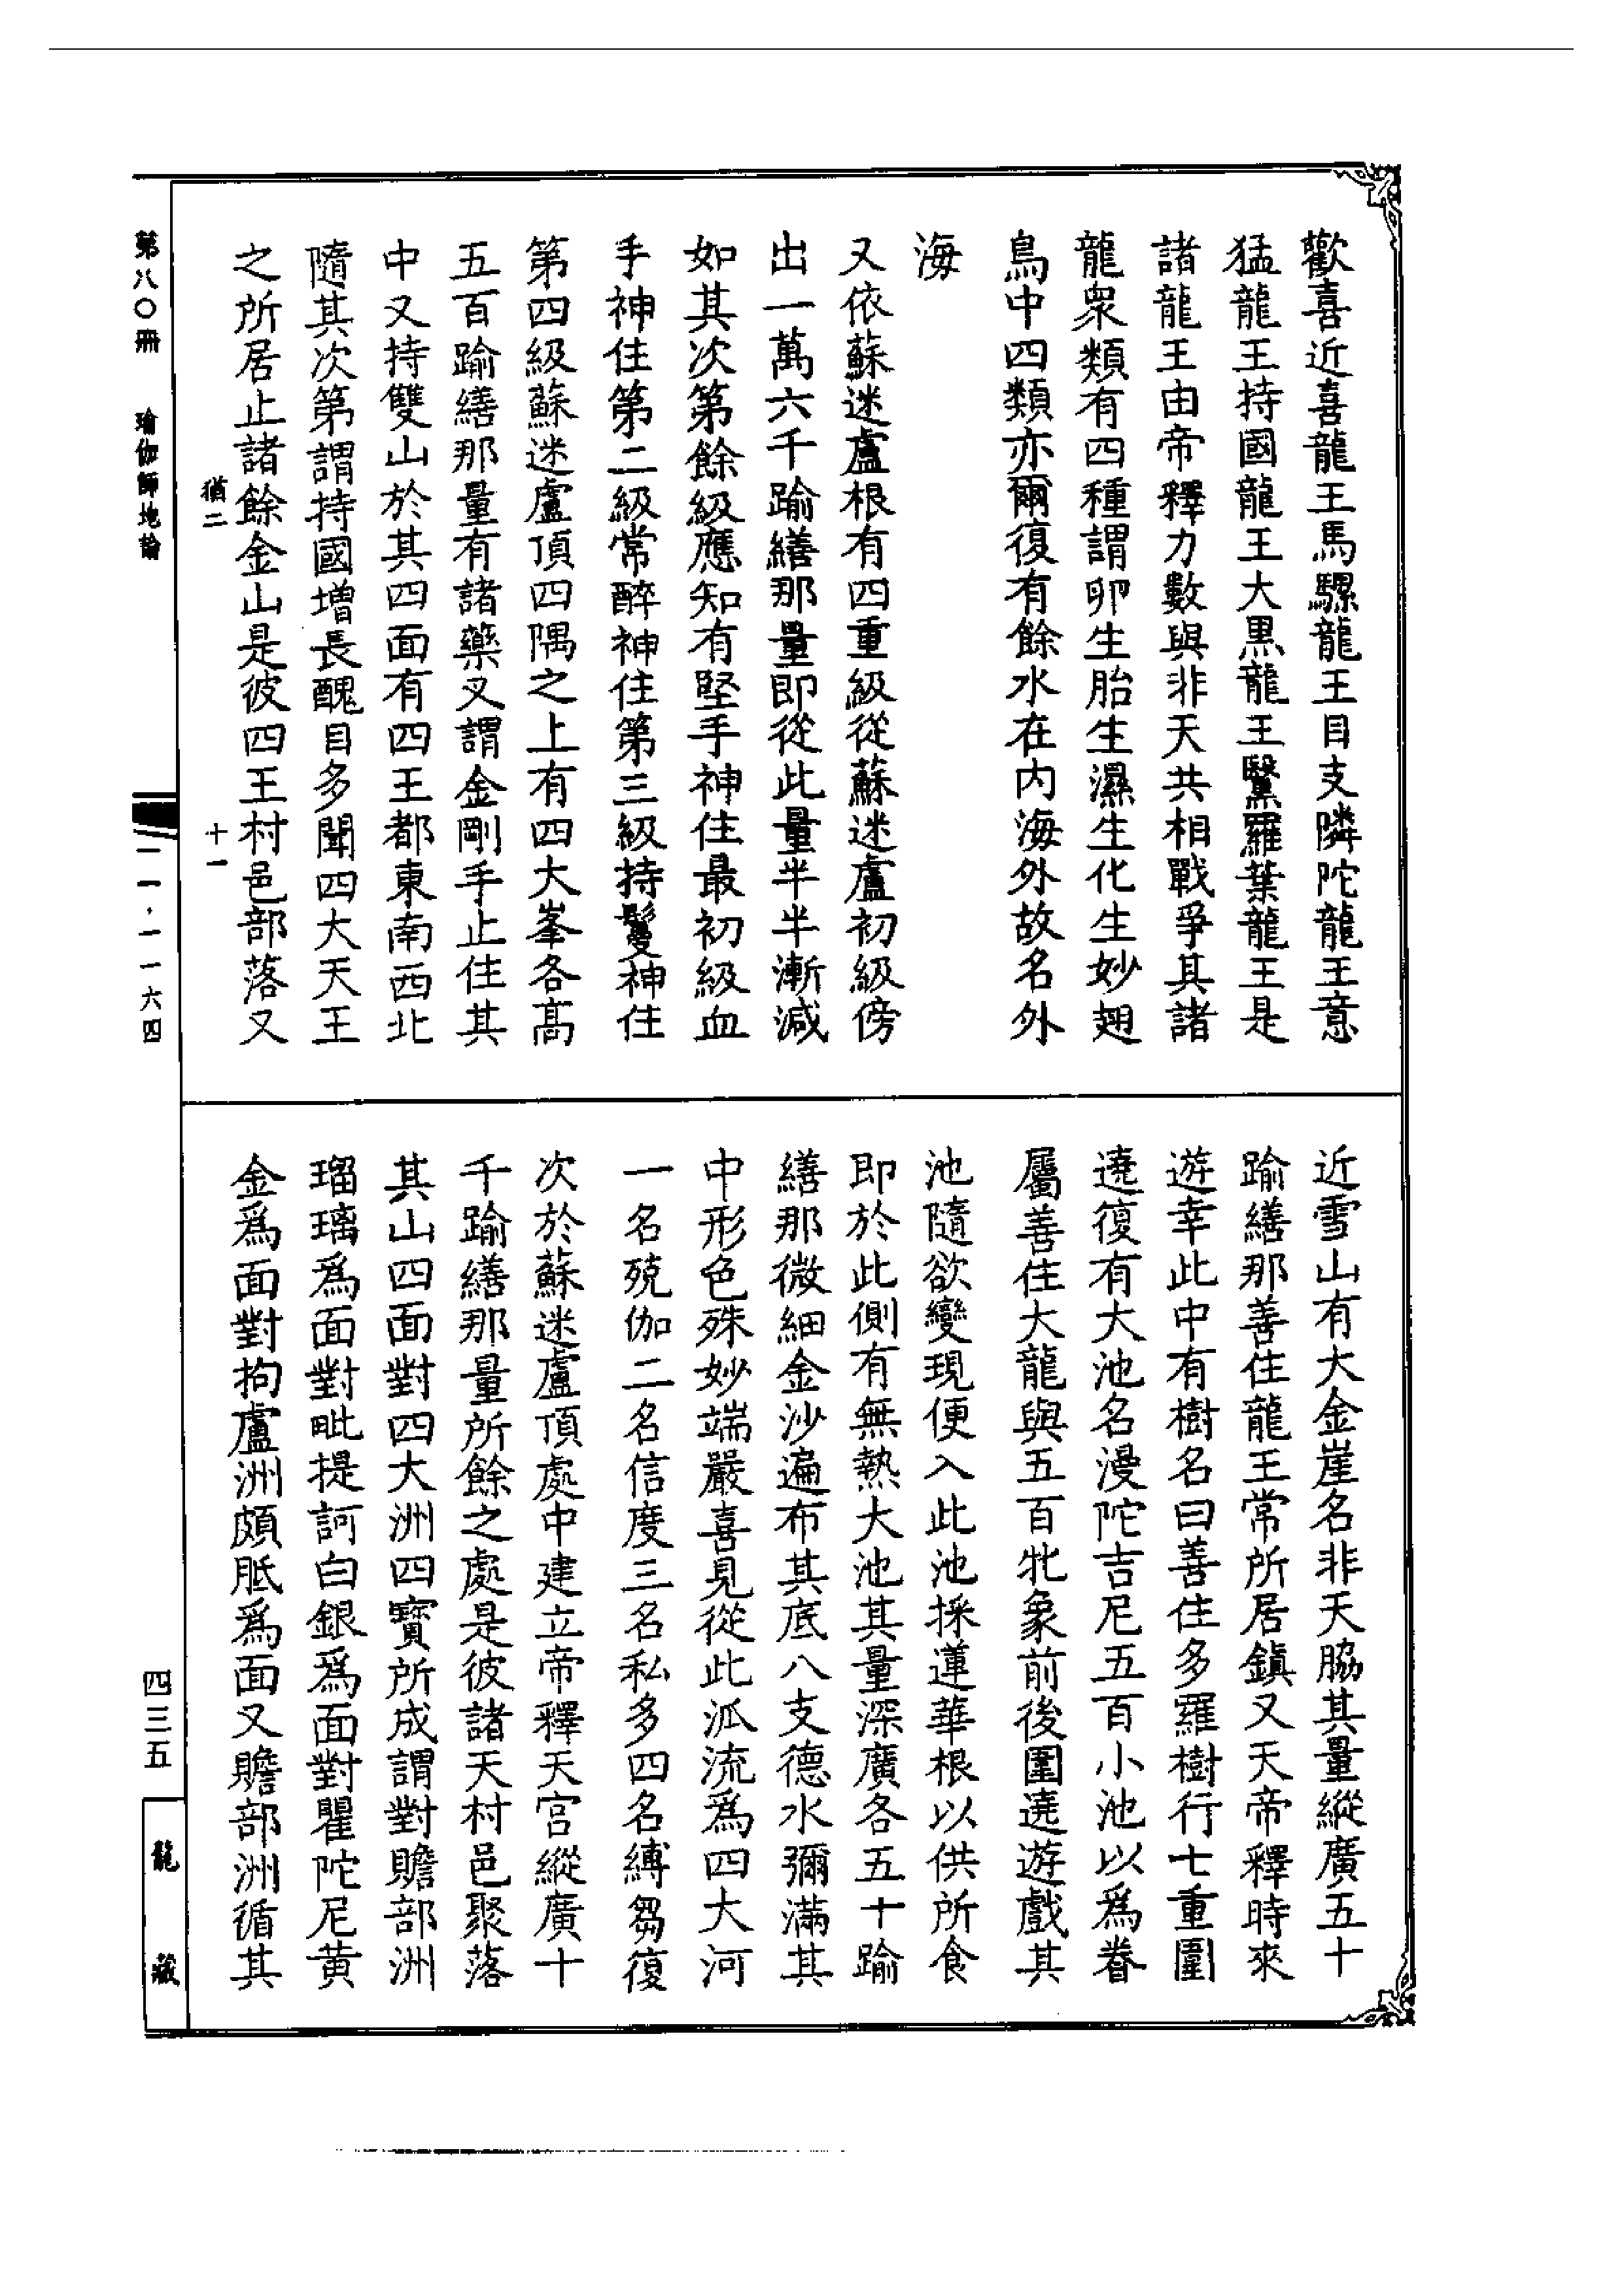 歡喜近喜龍王馬騾龍王目支隣陀龍王意
猛龍王持國龍王大黑龍王黳羅葉龍王是
諸龍王由帝釋力數與非天共相戰爭其諸
龍衆類有四種謂卵生胎生濕生化生妙翅
鳥中四類亦爾復有餘水在內海外故名外
海
又依蘇迷盧根有四重級從蘇迷盧初級傍
出一萬六千踰繕那量即從此量半半漸減
如其次第餘級應知有堅手神住最初級血
手神住第二級常醉神住第三級持鬘神住
第四級蘇迷盧頂四隅之上有四大峯各高
五百踰繕那量有諸藥叉謂金剛手止住其
中又持雙山於其四面有四王都東南西北
隨其次第謂持國增長醜目多聞四大天王
之所居止諸餘金山是彼四王村邑部落又
猶二 十一
近雪山有大金崖名非天脇其量縱廣五十
踰繕那善住龍王常所居鎮又天帝釋時來
遊幸此中有樹名曰善住多羅樹行七重圍
遶復有大池名漫陀吉尼五百小池以爲眷
屬善住大龍與五百牝象前後圍遶遊戲其
池隨欲變現便入此池採蓮華根以供所食
即於此側有無熱大池其量深廣各五十踰
繕那微細金沙遍布其底八支德水彌滿其
中形色殊妙端嚴喜見從此派流爲四大河
一名殑伽二名信度三名私多四名縛芻復
次於蘇迷盧頂處中建立帝釋天宮縱廣十
千踰繕那量所餘之處是彼諸天村邑聚落
其山四面對四大洲四寶所成謂對贍部洲
瑠璃爲面對毗提訶白銀爲面對瞿陀尼黃
金爲面對拘盧洲頗胝爲面又贍部洲循其
第八〇冊 瑜伽師地論
一一一·一一六四
四三五
龍藏